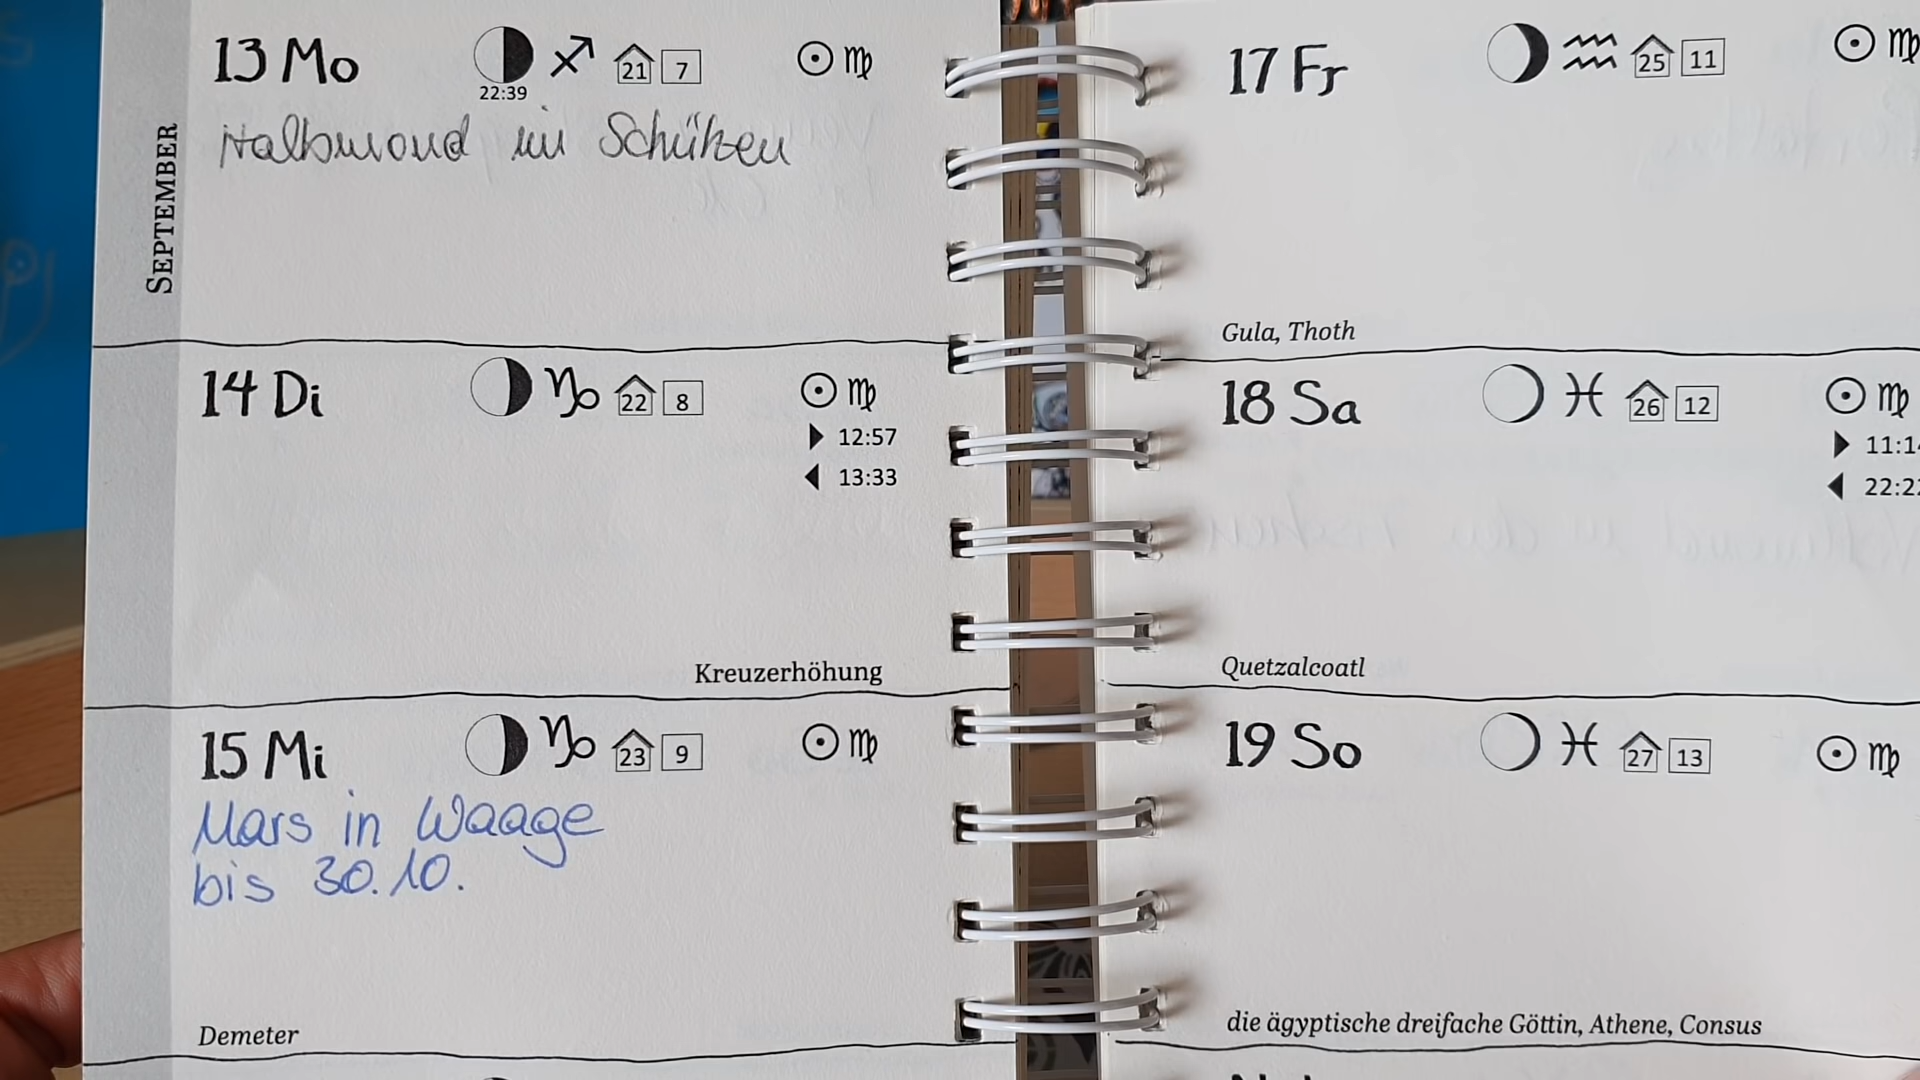 SEPTEMBER
13 Mo 22:39 21 7
Halbmond im Schützen
14 Di 22 8
12:57
13:33
Kreuzerhöhung
15 Mi 23 9
Mars in Waage
bis 30.10.
Demeter
17 Fr 25 11
Gula, Thoth
18 Sa 26 12
Quetzalcoatl
19 So 27 13
die ägyptische dreifache Göttin, Athene, Consus